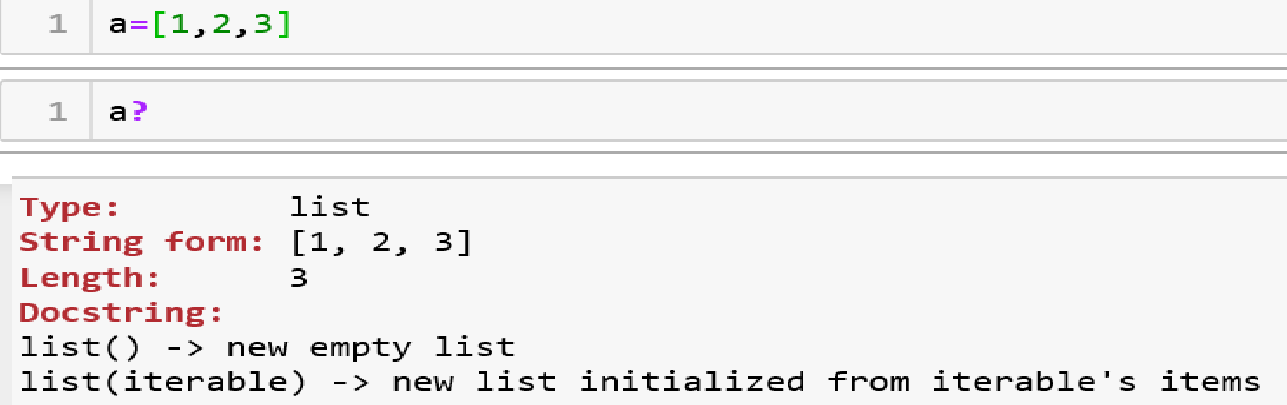 1 a=[1,2,3]
1 a?
Type: list
String form: [1, 2, 3]
Length: 3
Docstring:
list() -> new empty list
list(iterable) -> new list initialized from iterable's items